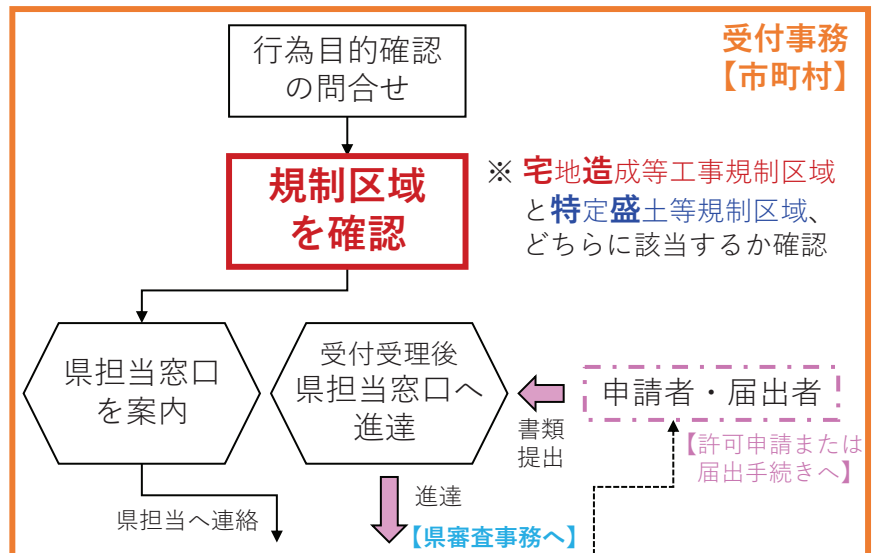 受付事務
【市町村】
行為目的確認
の問合せ
規制区域
を確認
※ 宅地造成等工事規制区域
と特定盛土等規制区域、
どちらに該当するか確認
県担当窓口
を案内
受付受理後
県担当窓口へ
進達
書類
提出
申請者・届出者
【許可申請または
届出手続きへ】
県担当へ連絡
進達
【県審査事務へ】